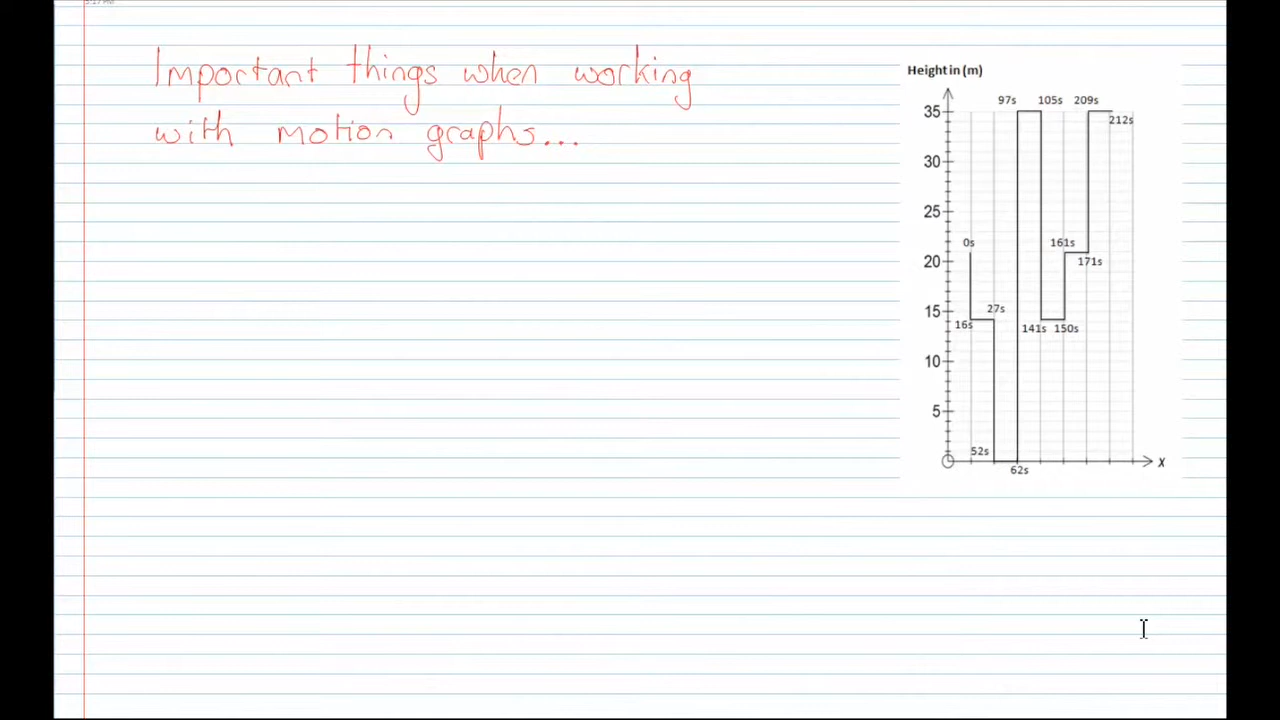 Important things when working
with motion graphs...
Height in (m)
97s 105s 209s
35
212s
30
25
0s 161s
20
171s
15
27s
16s 141s 150s
10
5
52s
x
62s